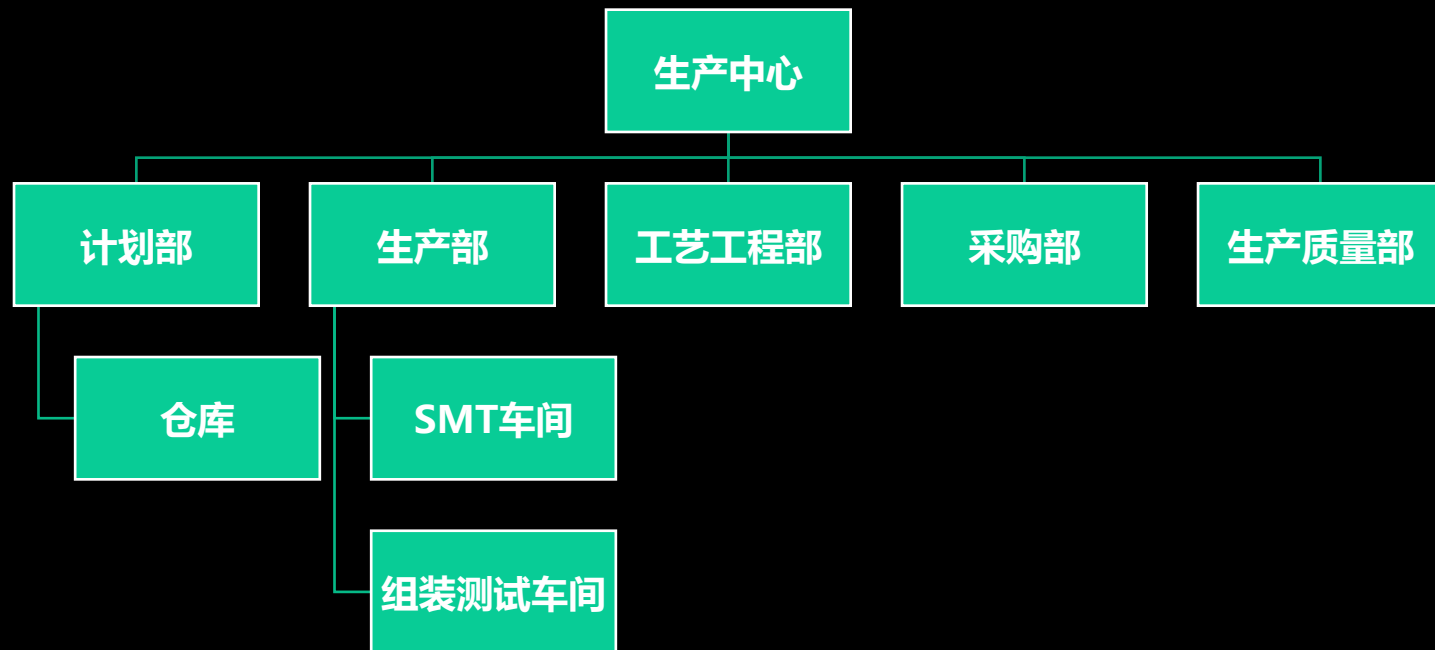 生产中心
计划部
生产部
工艺工程部
采购部
生产质量部
仓库
SMT车间
组装测试车间